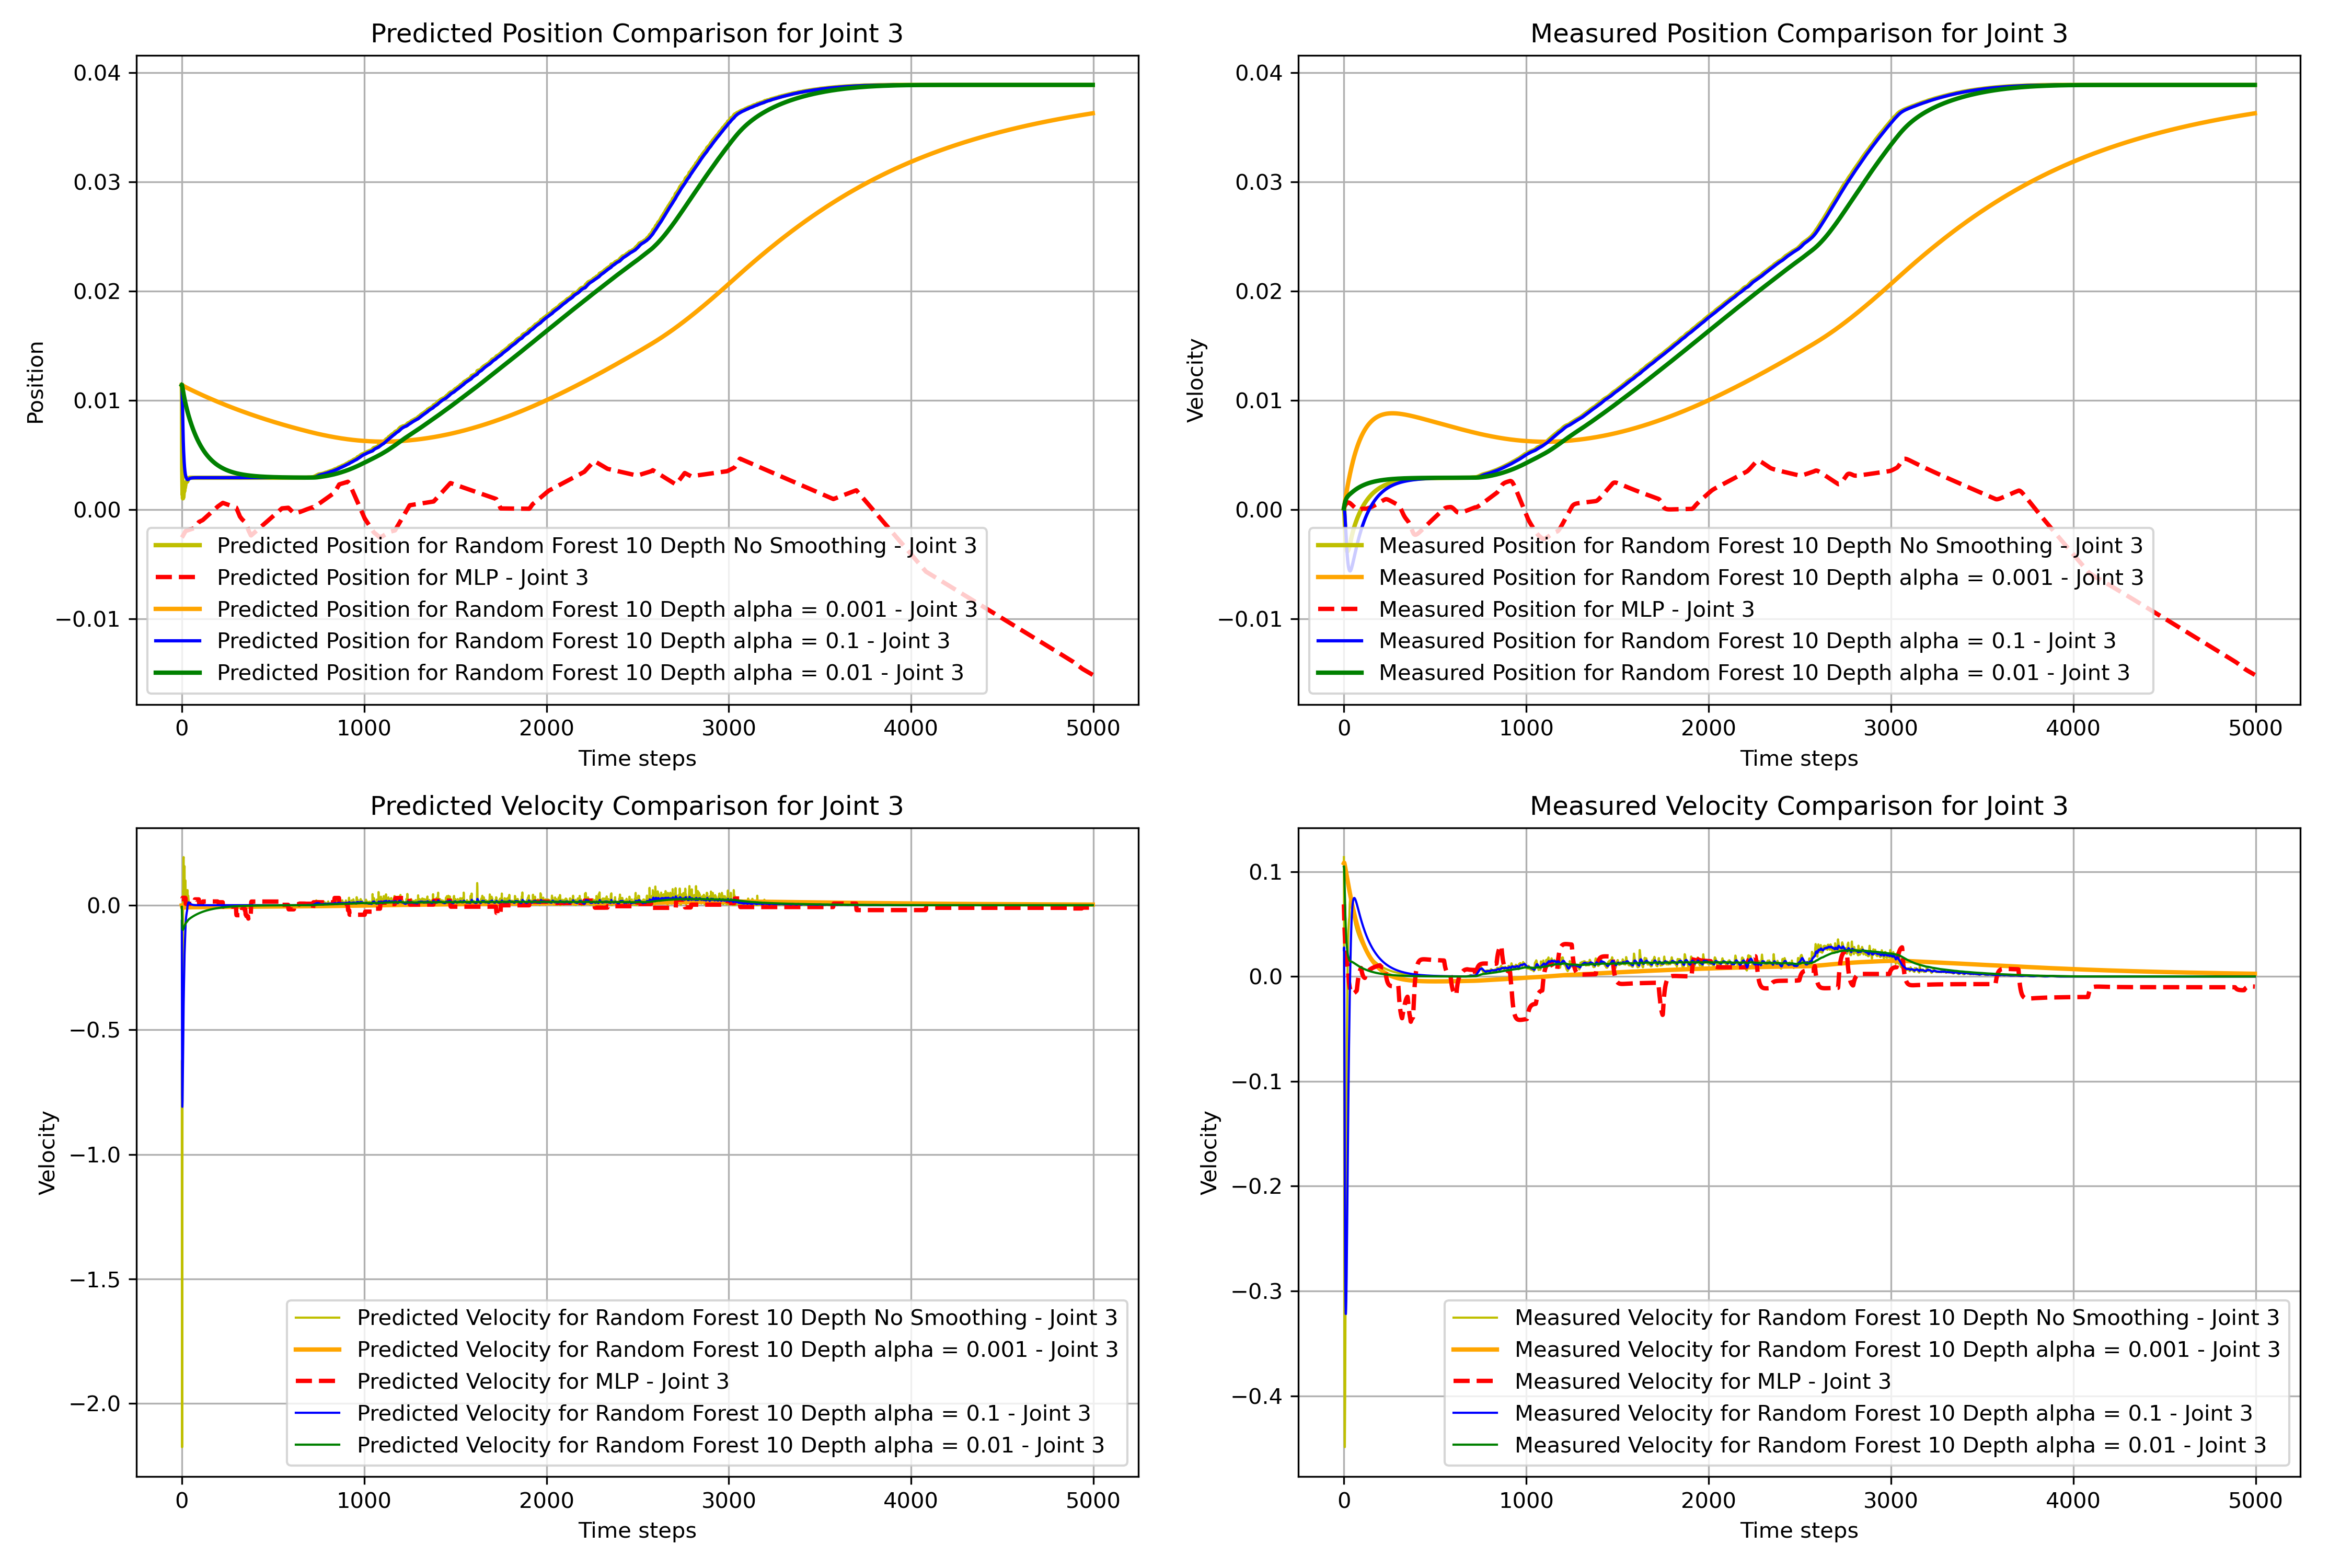 Predicted Position Comparison for Joint 3
Position
0.04
0.03
0.02
0.01
0.00
−0.01
Predicted Position for Random Forest 10 Depth No Smoothing - Joint 3
Predicted Position for MLP - Joint 3
Predicted Position for Random Forest 10 Depth alpha = 0.001 - Joint 3
Predicted Position for Random Forest 10 Depth alpha = 0.1 - Joint 3
Predicted Position for Random Forest 10 Depth alpha = 0.01 - Joint 3
0 1000 2000 3000 4000 5000
Time steps
Measured Position Comparison for Joint 3
Velocity
0.04
0.03
0.02
0.01
0.00
−0.01
Measured Position for Random Forest 10 Depth No Smoothing - Joint 3
Measured Position for Random Forest 10 Depth alpha = 0.001 - Joint 3
Measured Position for MLP - Joint 3
Measured Position for Random Forest 10 Depth alpha = 0.1 - Joint 3
Measured Position for Random Forest 10 Depth alpha = 0.01 - Joint 3
0 1000 2000 3000 4000 5000
Time steps
Predicted Velocity Comparison for Joint 3
Velocity
0.0
−0.5
−1.0
−1.5
−2.0
Predicted Velocity for Random Forest 10 Depth No Smoothing - Joint 3
Predicted Velocity for Random Forest 10 Depth alpha = 0.001 - Joint 3
Predicted Velocity for MLP - Joint 3
Predicted Velocity for Random Forest 10 Depth alpha = 0.1 - Joint 3
Predicted Velocity for Random Forest 10 Depth alpha = 0.01 - Joint 3
0 1000 2000 3000 4000 5000
Time steps
Measured Velocity Comparison for Joint 3
Velocity
0.1
0.0
−0.1
−0.2
−0.3
−0.4
Measured Velocity for Random Forest 10 Depth No Smoothing - Joint 3
Measured Velocity for Random Forest 10 Depth alpha = 0.001 - Joint 3
Measured Velocity for MLP - Joint 3
Measured Velocity for Random Forest 10 Depth alpha = 0.1 - Joint 3
Measured Velocity for Random Forest 10 Depth alpha = 0.01 - Joint 3
0 1000 2000 3000 4000 5000
Time steps